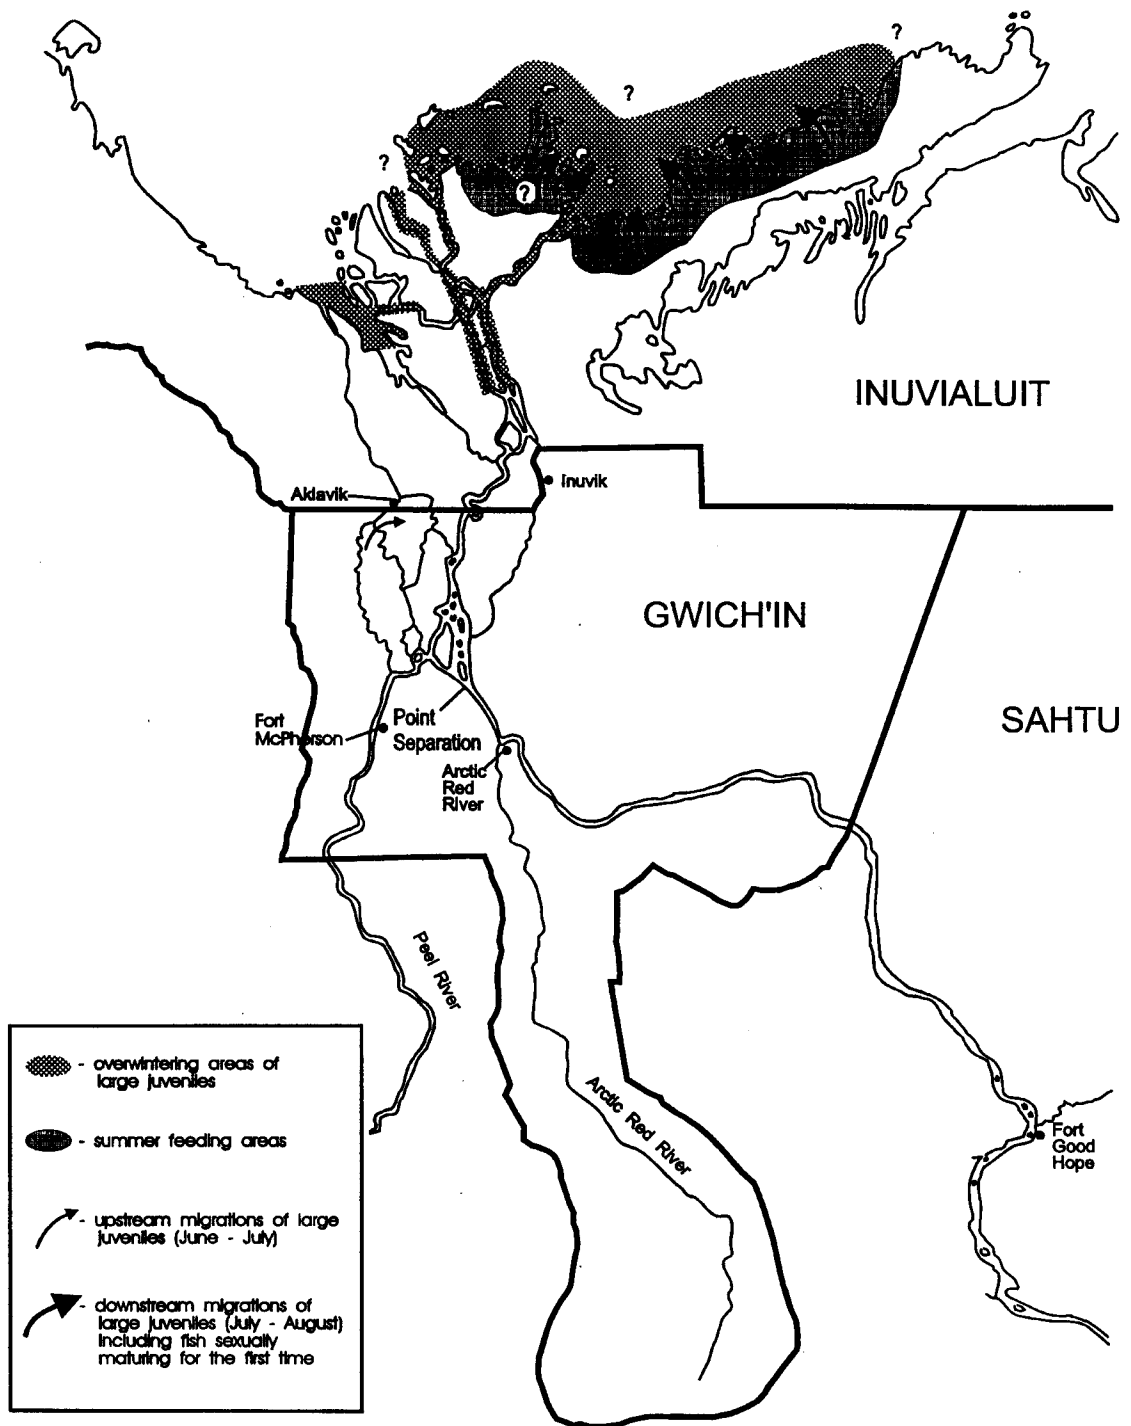 ?
?
?
?
?
INUVIALUIT
Inuvik
Aklavik
GWICH'IN
SAHTU
Fort
McPherson
Point
Separation
Arctic
Red
River
Peel River
Arctic Red River
Fort
Good
Hope
- overwintering areas of
large juveniles
- summer feeding areas
- upstream migrations of large
juveniles (June - July)
- downstream migrations of
large juveniles (July - August)
including fish sexually
maturing for the first time